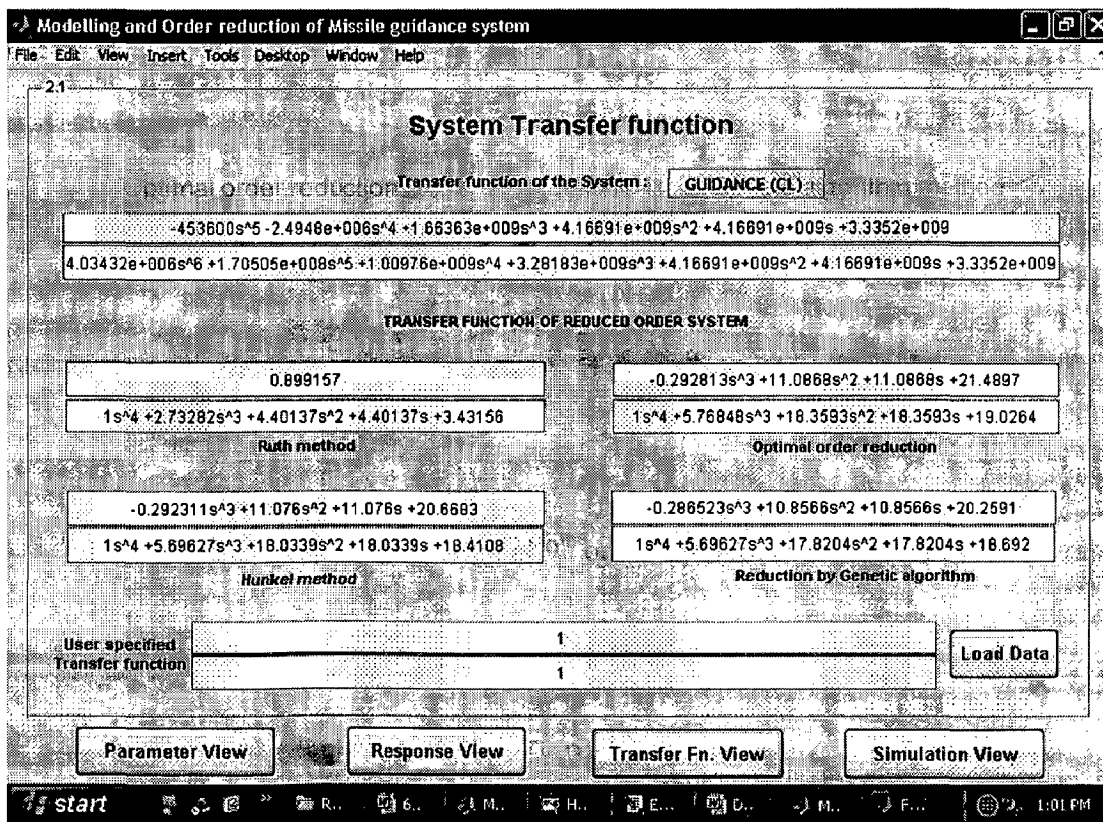 Modelling and Order reduction of Missile guidance system
File Edit View Insert Tools Desktop Window Help
2.1
System Transfer function
Transfer function of the System : GUIDANCE (CL)
-453600s^5 -2.4948e+006s^4 +1.66363e+009s^3 +4.16691e+009s^2 +4.16691e+009s +3.3352e+009
4.03432e+006s^6 +1.70505e+008s^5 +1.00976e+009s^4 +3.28183e+009s^3 +4.16691e+009s^2 +4.16691e+009s +3.3352e+009
TRANSFER FUNCTION OF REDUCED ORDER SYSTEM
0.899157
1s^4 +2.73282s^3 +4.40137s^2 +4.40137s +3.43156
Ruth method
-0.292813s^3 +11.0868s^2 +11.0868s +21.4897
1s^4 +5.76848s^3 +18.3593s^2 +18.3593s +19.0264
Optimal order reduction
-0.292311s^3 +11.076s^2 +11.076s +20.6683
1s^4 +5.69627s^3 +18.0339s^2 +18.0339s +18.4108
Hunkel method
-0.286523s^3 +10.8566s^2 +10.8566s +20.2591
1s^4 +5.69627s^3 +17.8204s^2 +17.8204s +18.692
Reduction by Genetic algorithm
User specified
Transfer function
1
1
Load Data
Parameter View Response View Transfer Fn. View Simulation View
start R.. 6.. M.. H.. E... D.. M.. F... 1:01 PM